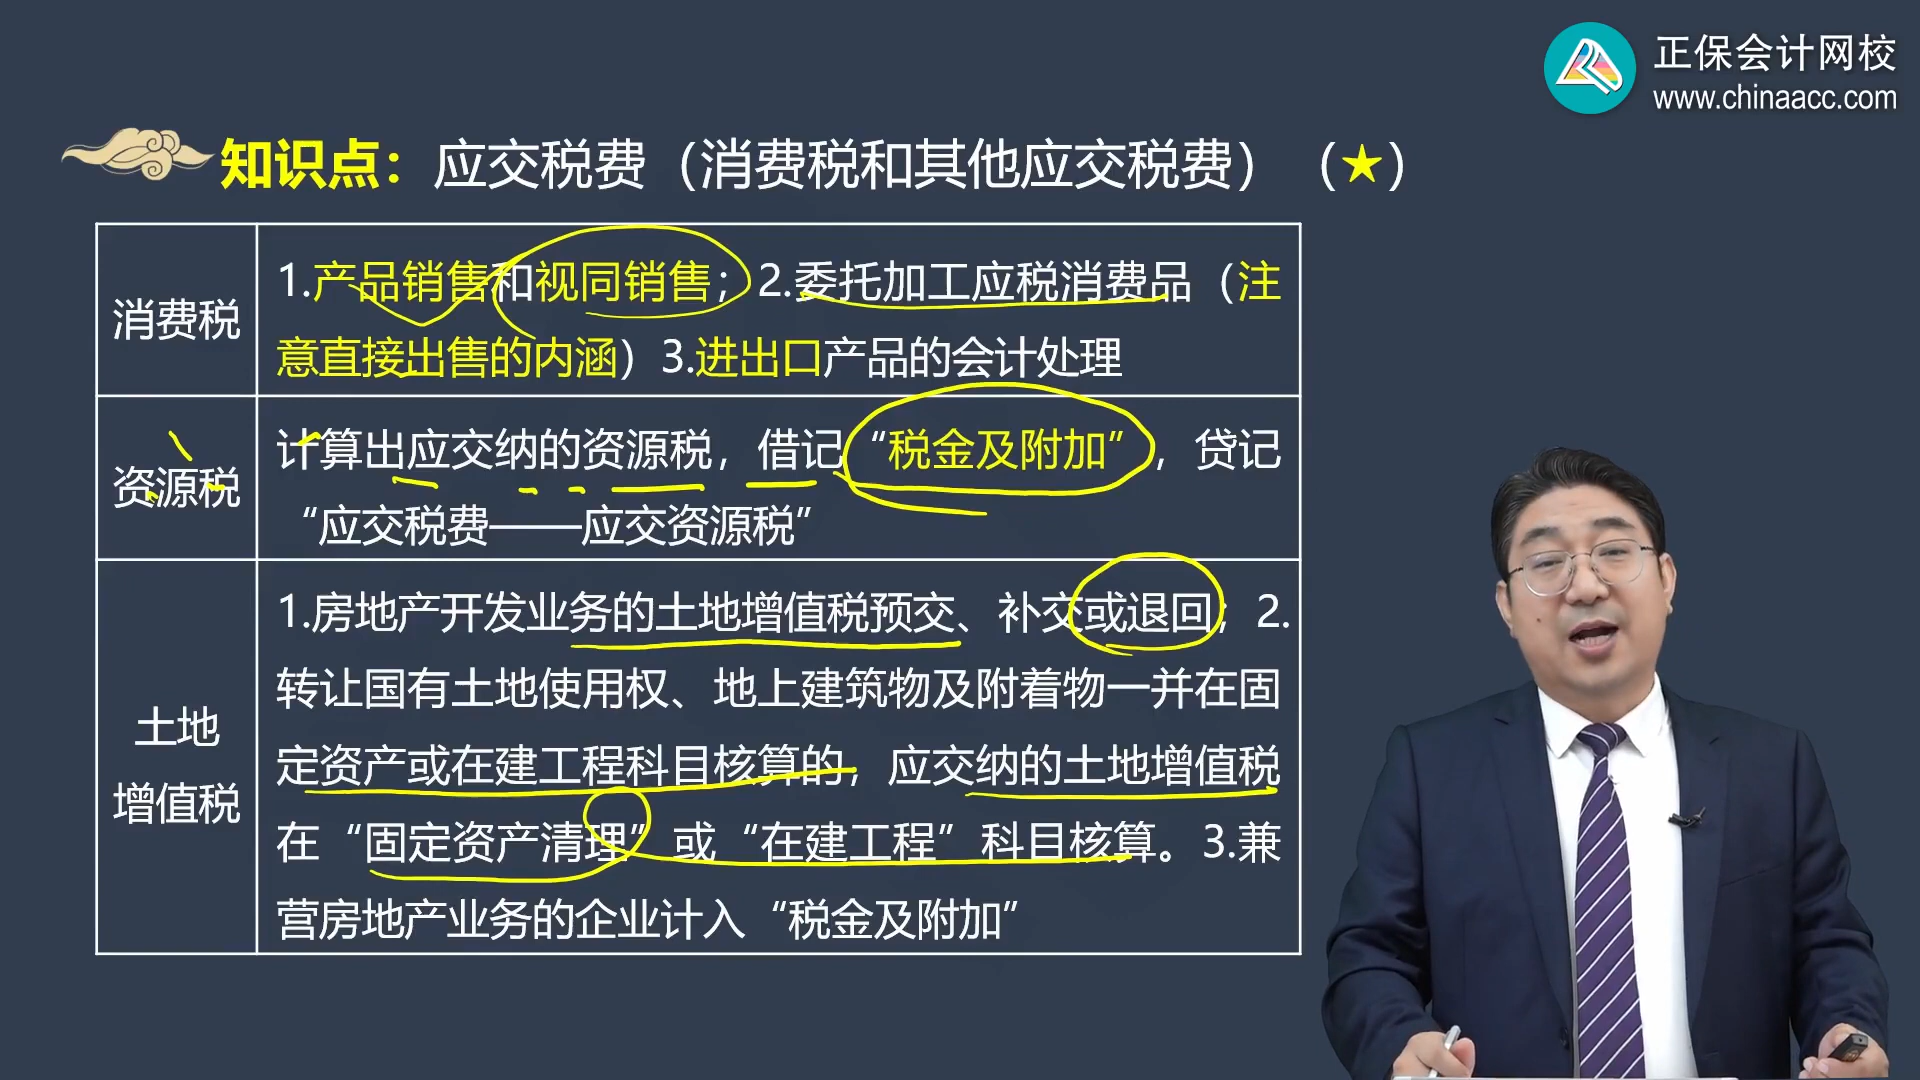 正保会计网校
www.chinaacc.com
知识点：应交税费（消费税和其他应交税费）（★）
消费税
1.产品销售和视同销售；2.委托加工应税消费品（注
意直接出售的内涵）3.进出口产品的会计处理
资源税
计算出应交纳的资源税，借记“税金及附加”，贷记
“应交税费——应交资源税”
土地
增值税
1.房地产开发业务的土地增值税预交、补交或退回；2.
转让国有土地使用权、地上建筑物及附着物一并在固
定资产或在建工程科目核算的，应交纳的土地增值税
在“固定资产清理”或“在建工程”科目核算。3.兼
营房地产业务的企业计入“税金及附加”